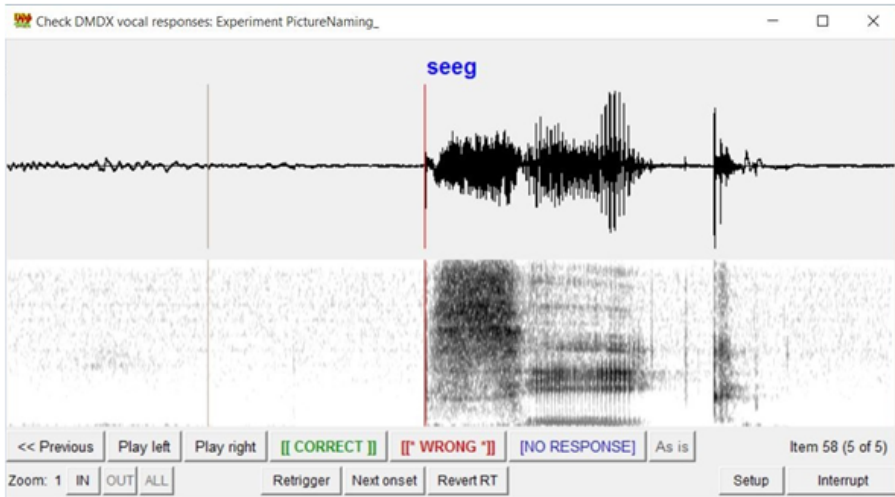 Check DMDX vocal responses: Experiment PictureNaming_
seeg
<< Previous Play left Play right [[ CORRECT ]] [[* WRONG *]] [NO RESPONSE] As is Item 58 (5 of 5)
Zoom: 1 IN OUT ALL Retrigger Next onset Revert RT Setup Interrupt